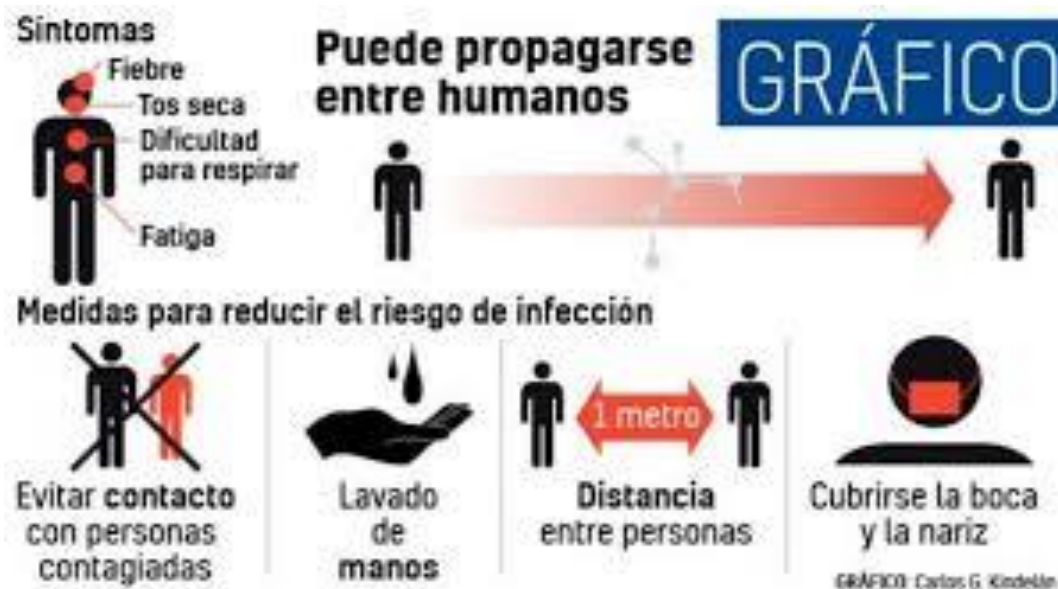 Síntomas
Fiebre
Tos seca
Dificultad
para respirar
Fatiga
Puede propagarse
entre humanos
GRÁFICO
Medidas para reducir el riesgo de infección
Evitar contacto
con personas
contagiadas
Lavado
de
manos
1 metro
Distancia
entre personas
Cubrirse la boca
y la nariz
GRÁFICO: Carlos G. Kindelán